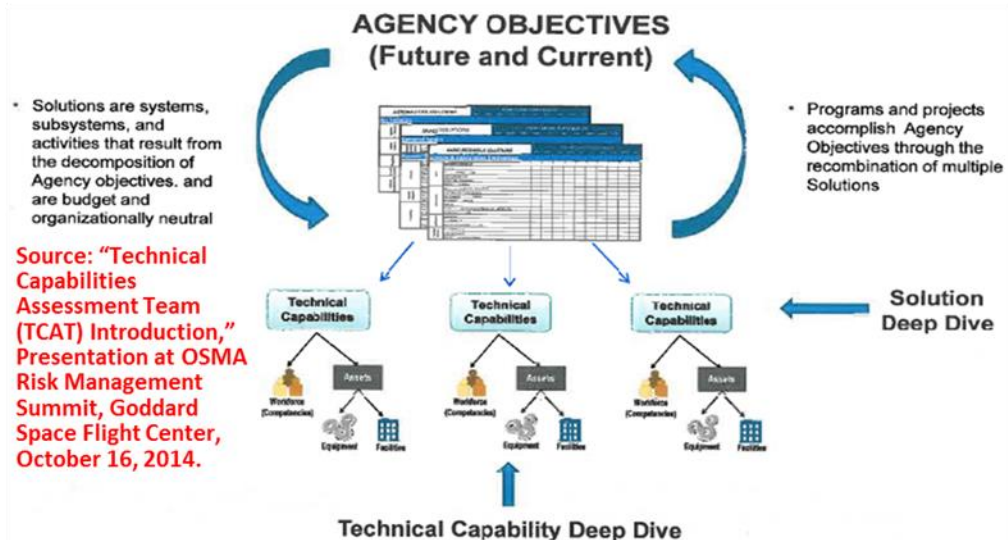 AGENCY OBJECTIVES
(Future and Current)
• Solutions are systems,
subsystems, and
activities that result from
the decomposition of
Agency objectives. and
are budget and
organizationally neutral
• Programs and projects
accomplish Agency
Objectives through the
recombination of multiple
Solutions
Source: “Technical
Capabilities
Assessment Team
(TCAT) Introduction,”
Presentation at OSMA
Risk Management
Summit, Goddard
Space Flight Center,
October 16, 2014.
Technical
Capabilities
Technical
Capabilities
Technical
Capabilities
Solution
Deep Dive
Assets
Workforce
(Competencies)
Equipment
Facilities
Assets
Workforce
(Competencies)
Equipment
Facilities
Assets
Workforce
(Competencies)
Equipment
Facilities
Technical Capability Deep Dive